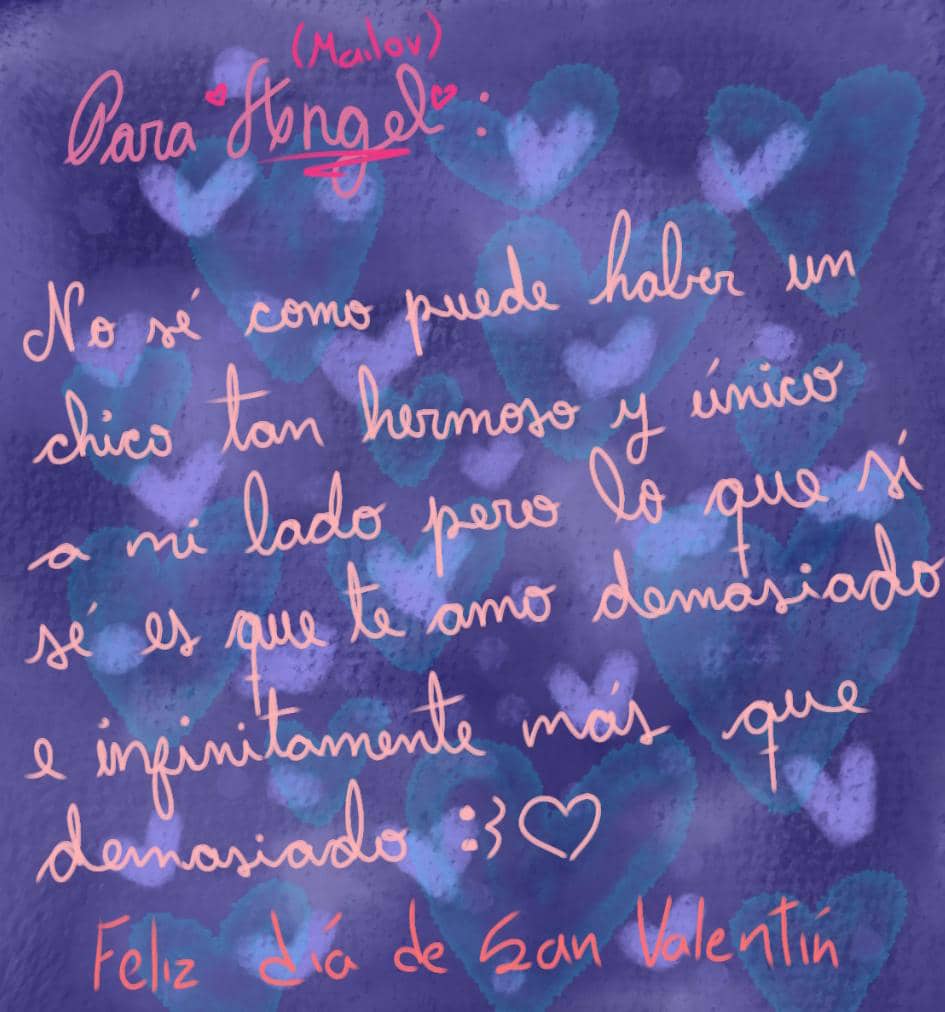 (Mailov)
Para Angel:
No sé como puede haber un
chico tan hermoso y único
a mi lado pero lo que sí
sé es que te amo demasiado
e infinitamente más que
demasiado :3♡
Feliz día de San Valentín